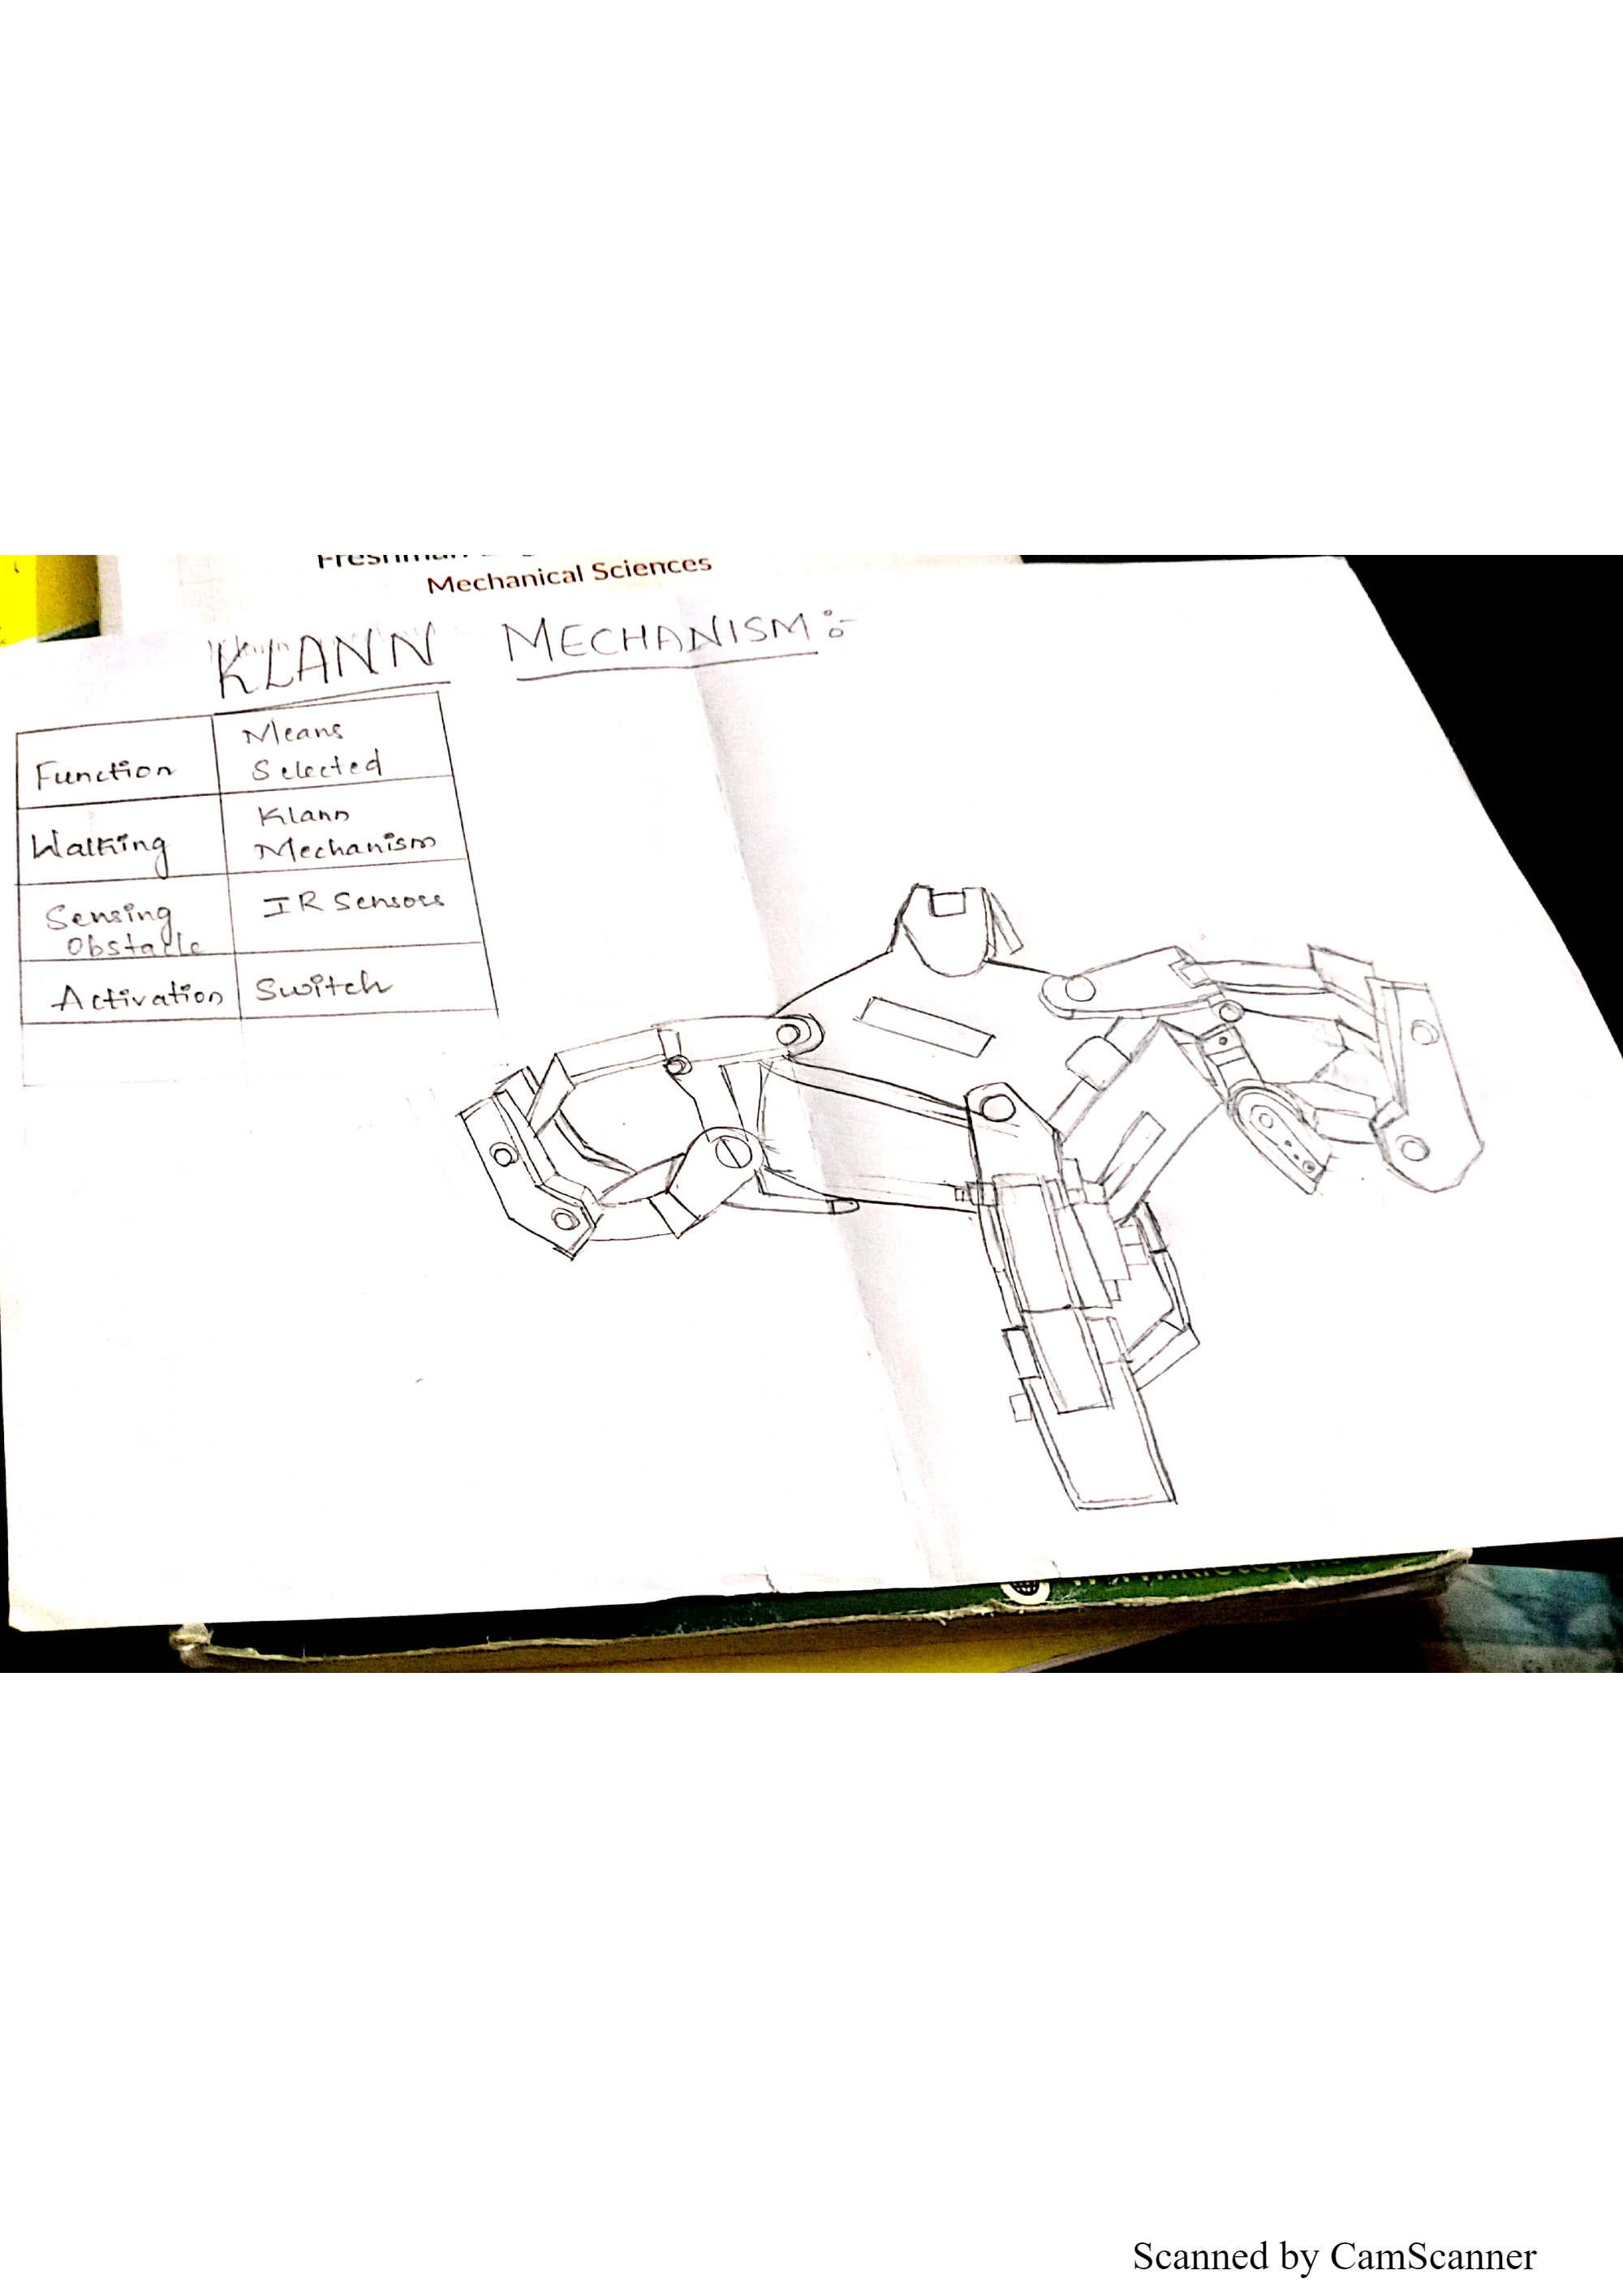 Mechanical Sciences
KLANN MECHANISM :-
Function
Means
Selected
Walking
Klann
Mechanism
Sensing
Obstacle
IR Sensors
Activation
Switch
Scanned by CamScanner